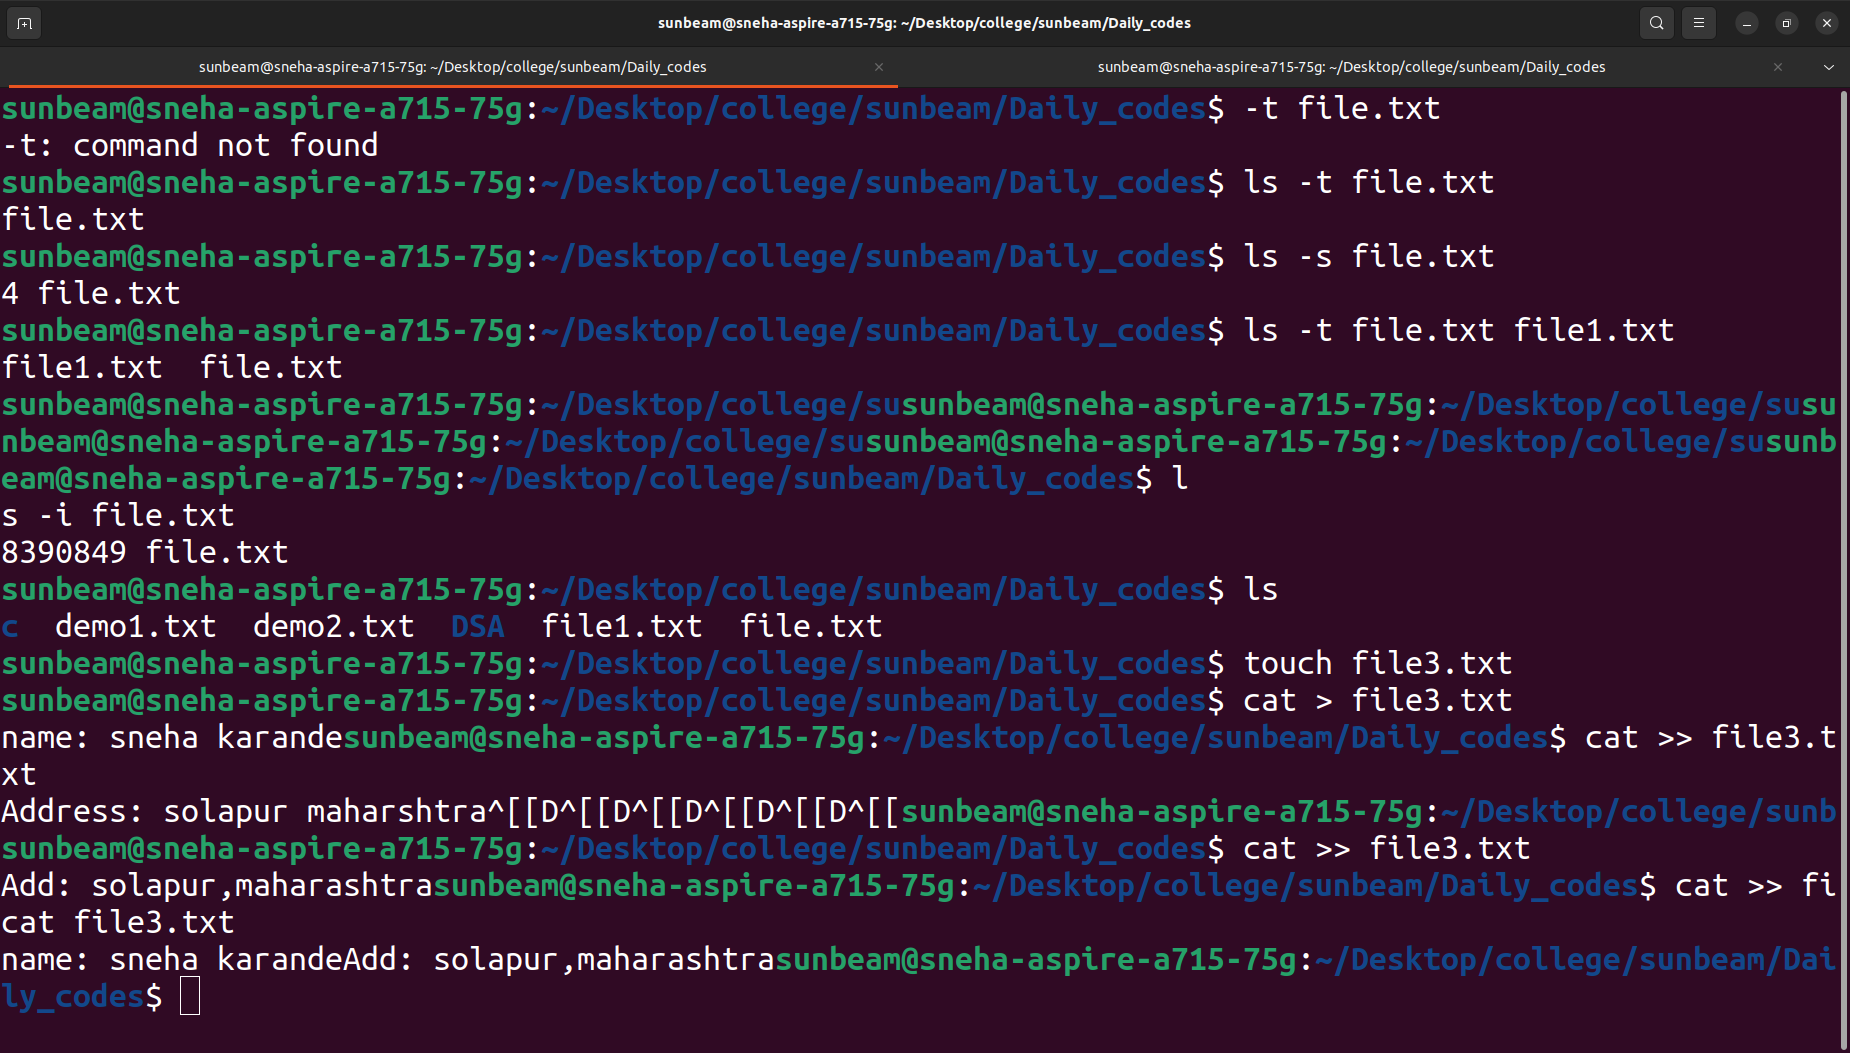 sunbeam@sneha-aspire-a715-75g: ~/Desktop/college/sunbeam/Daily_codes
sunbeam@sneha-aspire-a715-75g: ~/Desktop/college/sunbeam/Daily_codes
sunbeam@sneha-aspire-a715-75g: ~/Desktop/college/sunbeam/Daily_codes
sunbeam@sneha-aspire-a715-75g:~/Desktop/college/sunbeam/Daily_codes$ -t file.txt
-t: command not found
sunbeam@sneha-aspire-a715-75g:~/Desktop/college/sunbeam/Daily_codes$ ls -t file.txt
file.txt
sunbeam@sneha-aspire-a715-75g:~/Desktop/college/sunbeam/Daily_codes$ ls -s file.txt
4 file.txt
sunbeam@sneha-aspire-a715-75g:~/Desktop/college/sunbeam/Daily_codes$ ls -t file.txt file1.txt
file1.txt  file.txt
sunbeam@sneha-aspire-a715-75g:~/Desktop/college/susunbeam@sneha-aspire-a715-75g:~/Desktop/college/susu
nbeam@sneha-aspire-a715-75g:~/Desktop/college/susunbeam@sneha-aspire-a715-75g:~/Desktop/college/susunb
eam@sneha-aspire-a715-75g:~/Desktop/college/sunbeam/Daily_codes$ l
s -i file.txt
8390849 file.txt
sunbeam@sneha-aspire-a715-75g:~/Desktop/college/sunbeam/Daily_codes$ ls
c  demo1.txt  demo2.txt  DSA  file1.txt  file.txt
sunbeam@sneha-aspire-a715-75g:~/Desktop/college/sunbeam/Daily_codes$ touch file3.txt
sunbeam@sneha-aspire-a715-75g:~/Desktop/college/sunbeam/Daily_codes$ cat > file3.txt
name: sneha karandesunbeam@sneha-aspire-a715-75g:~/Desktop/college/sunbeam/Daily_codes$ cat >> file3.t
xt
Address: solapur maharshtra^[[D^[[D^[[D^[[D^[[D^[[sunbeam@sneha-aspire-a715-75g:~/Desktop/college/sunb
sunbeam@sneha-aspire-a715-75g:~/Desktop/college/sunbeam/Daily_codes$ cat >> file3.txt
Add: solapur,maharashtrasunbeam@sneha-aspire-a715-75g:~/Desktop/college/sunbeam/Daily_codes$ cat >> fi
cat file3.txt
name: sneha karandeAdd: solapur,maharashtrasunbeam@sneha-aspire-a715-75g:~/Desktop/college/sunbeam/Dai
ly_codes$